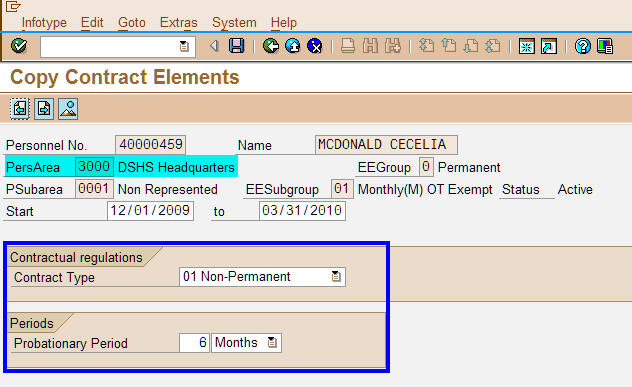 Infotype Edit Goto Extras System Help
Copy Contract Elements
Personnel No. 40000459 Name MCDONALD CECELIA
PersArea 3000 DSHS Headquarters EEGroup 0 Permanent
PSubarea 0001 Non Represented EESubgroup 01 Monthly(M) OT Exempt Status Active
Start 12/01/2009 to 03/31/2010
Contractual regulations
Contract Type 01 Non-Permanent
Periods
Probationary Period 6 Months